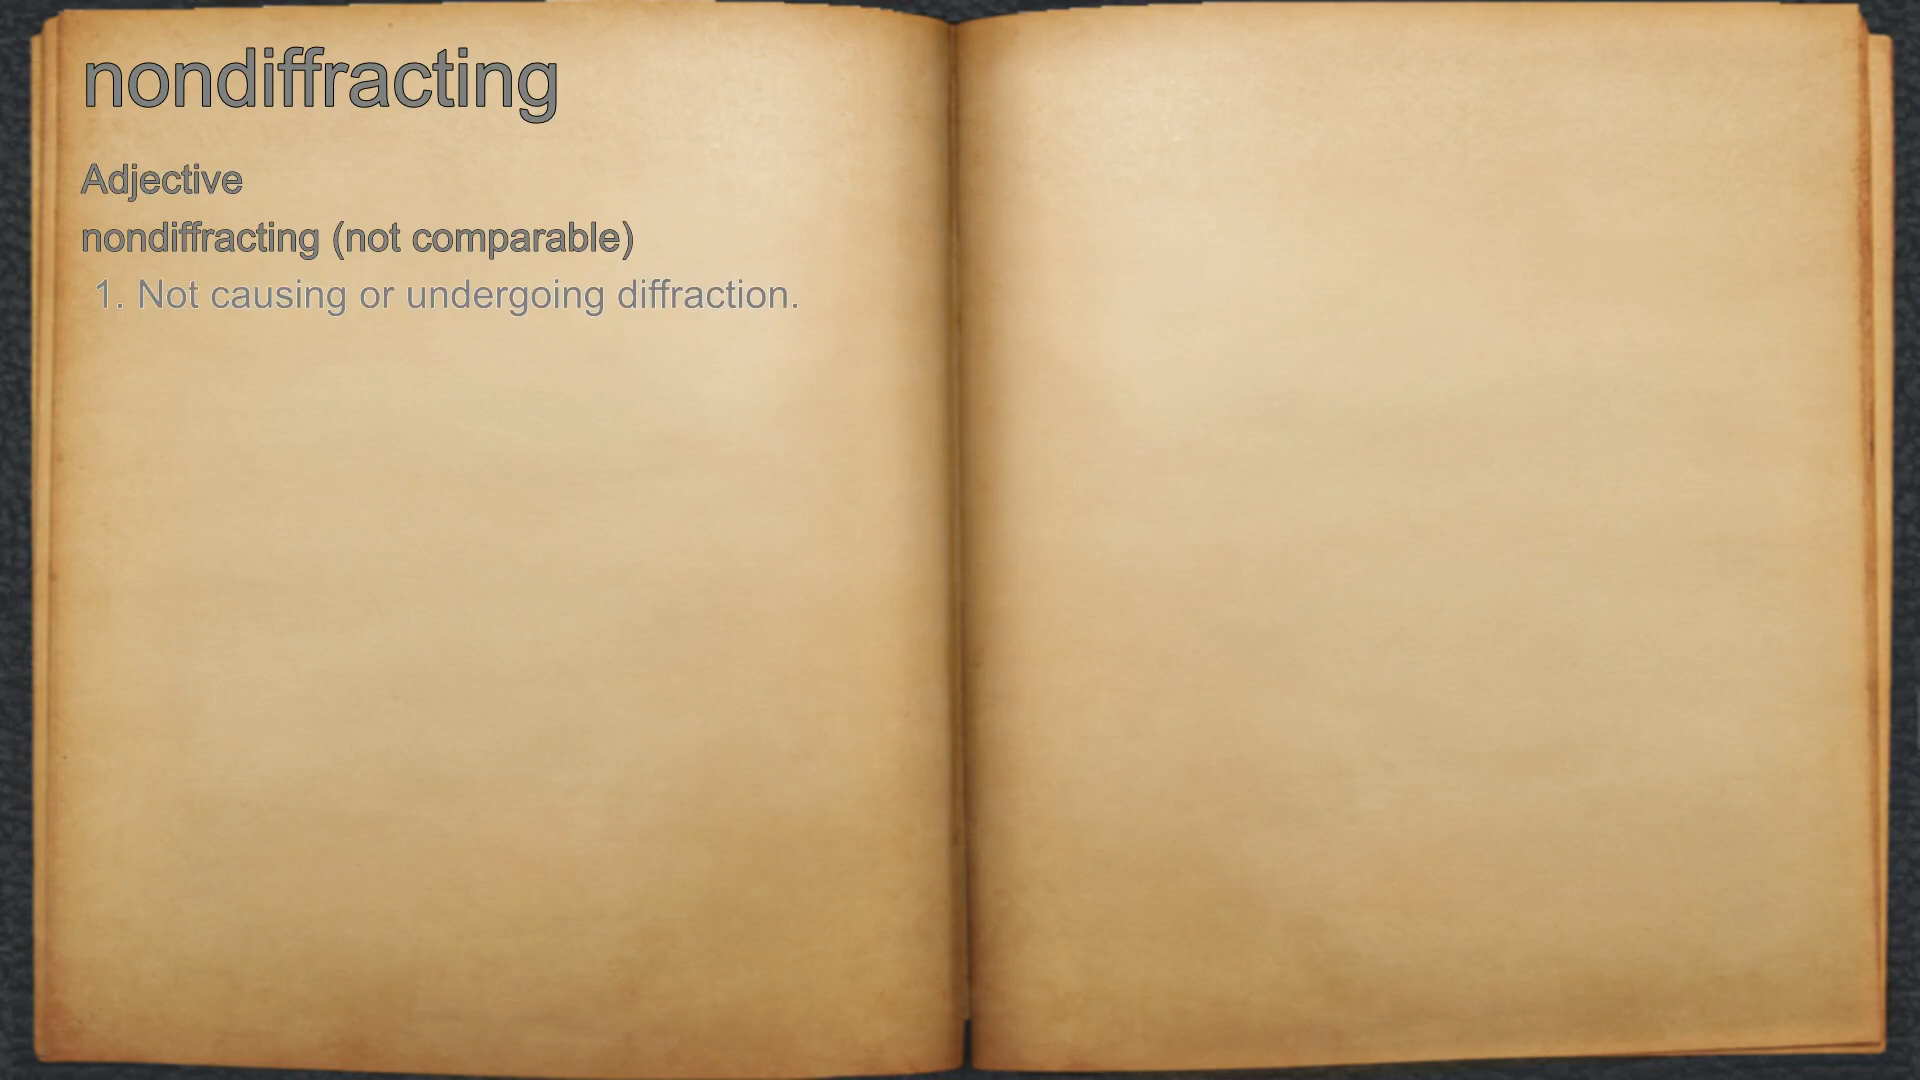 nondiffracting
Adjective
nondiffracting (not comparable)
1. Not causing or undergoing diffraction.